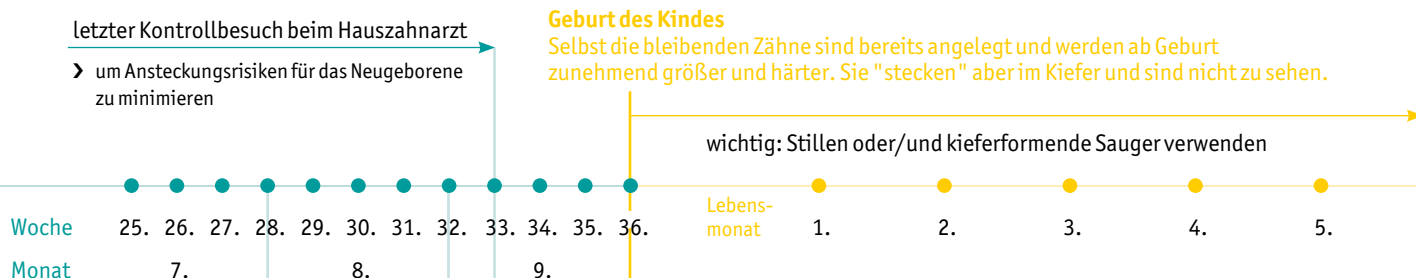 letzter Kontrollbesuch beim Hauszahnarzt
❯ um Ansteckungsrisiken für das Neugeborene
zu minimieren
Geburt des Kindes
Selbst die bleibenden Zähne sind bereits angelegt und werden ab Geburt
zunehmend größer und härter. Sie "stecken" aber im Kiefer und sind nicht zu sehen.
wichtig: Stillen oder/und kieferformende Sauger verwenden
Woche 25. 26. 27. 28. 29. 30. 31. 32. 33. 34. 35. 36.
Lebens-
monat 1. 2. 3. 4. 5.
Monat 7. 8. 9.